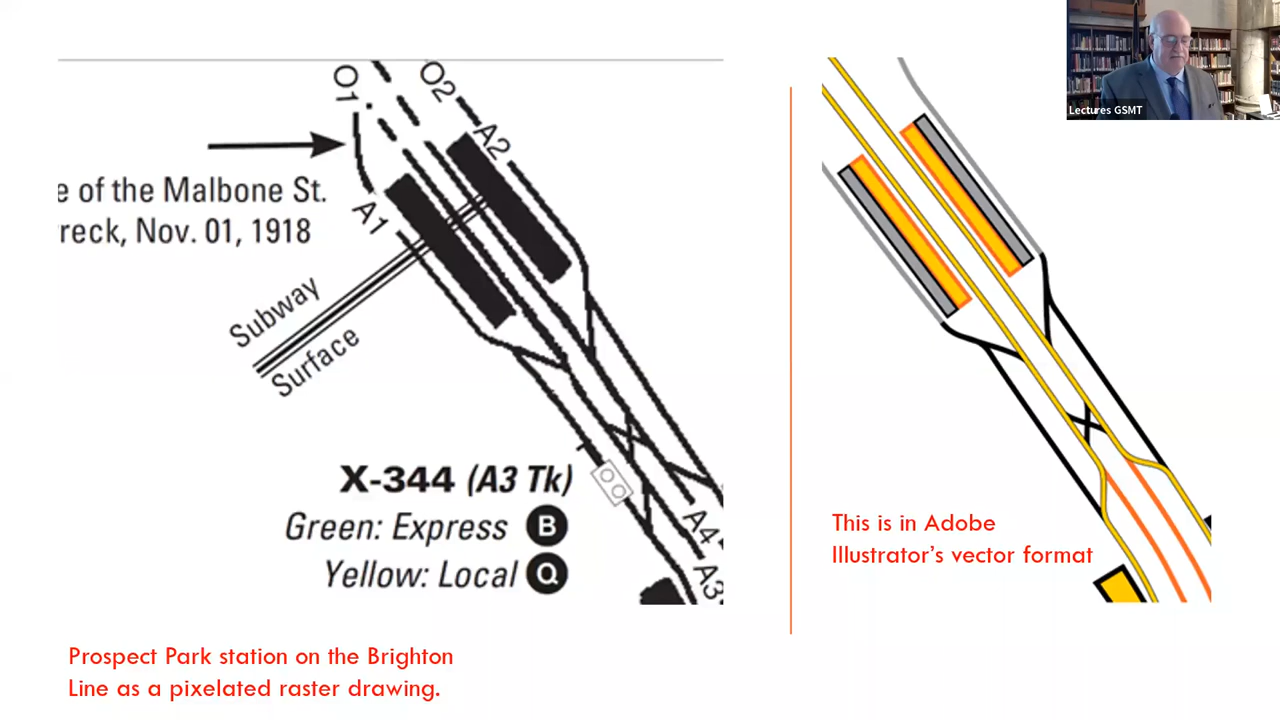 O1
O2
A2
e of the Malbone St.
reck, Nov. 01, 1918
A1
Subway
Surface
X-344 (A3 Tk)
Green: Express B
Yellow: Local Q
A4
A3
Prospect Park station on the Brighton
Line as a pixelated raster drawing.
This is in Adobe
Illustrator's vector format
Lectures GSMT